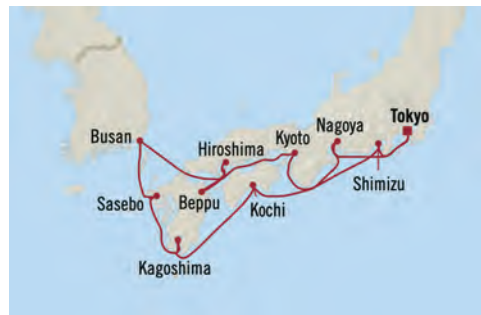 Tokyo
Nagoya
Busan
Hiroshima
Kyoto
Shimizu
Sasebo
Beppu
Kochi
Kagoshima